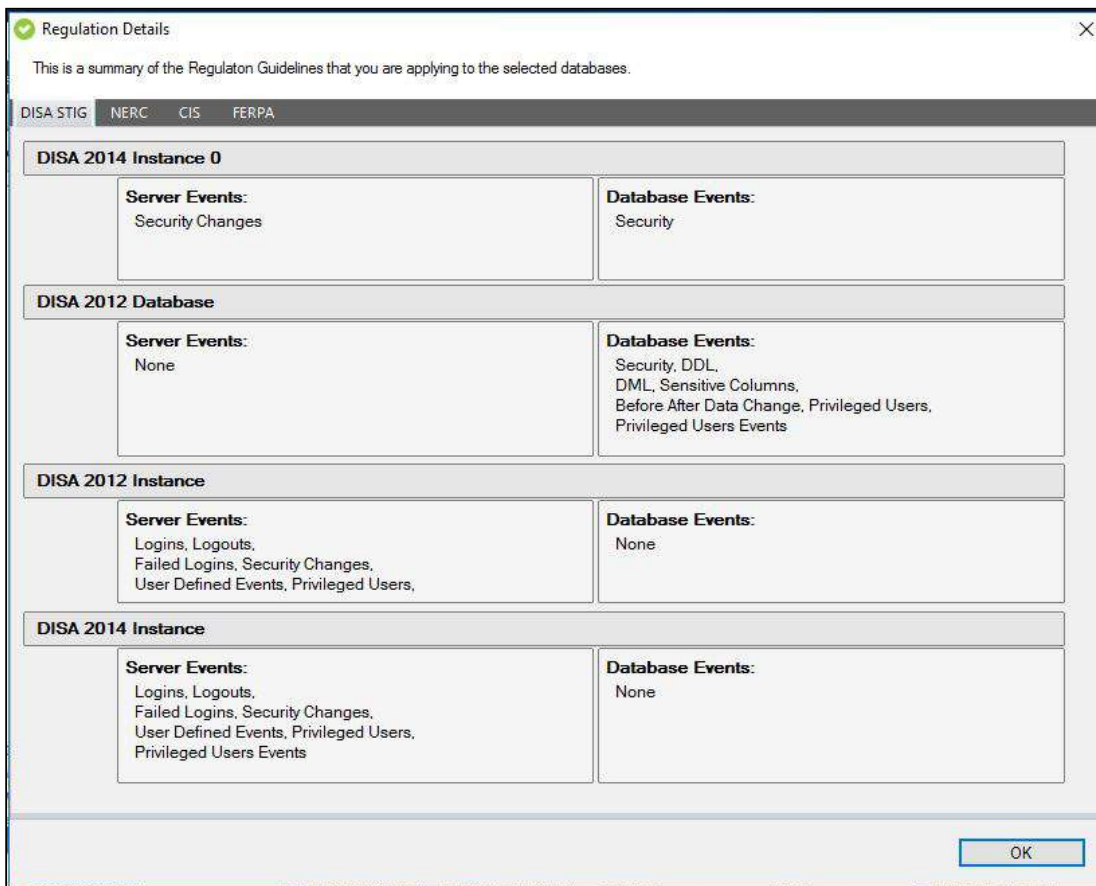 Regulation Details
This is a summary of the Regulaton Guidelines that you are applying to the selected databases.
DISA STIG NERC CIS FERPA
DISA 2014 Instance 0
Server Events:
Security Changes
Database Events:
Security
DISA 2012 Database
Server Events:
None
Database Events:
Security, DDL,
DML, Sensitive Columns,
Before After Data Change, Privileged Users,
Privileged Users Events
DISA 2012 Instance
Server Events:
Logins, Logouts,
Failed Logins, Security Changes,
User Defined Events, Privileged Users,
Database Events:
None
DISA 2014 Instance
Server Events:
Logins, Logouts,
Failed Logins, Security Changes,
User Defined Events, Privileged Users,
Privileged Users Events
Database Events:
None
OK